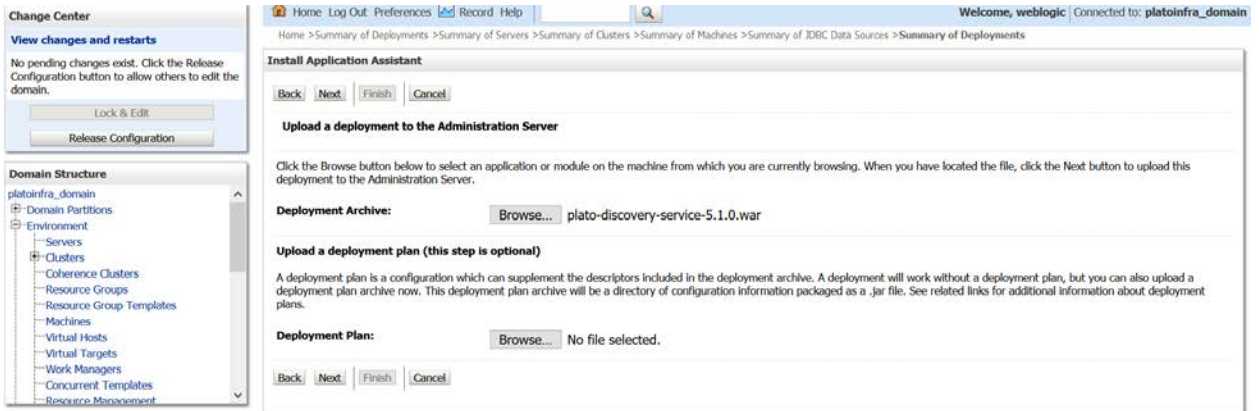 Change Center
View changes and restarts
No pending changes exist. Click the Release
Configuration button to allow others to edit the
domain.
Lock & Edit
Release Configuration
Domain Structure
platoinfra_domain
Domain Partitions
Environment
Servers
Clusters
Coherence Clusters
Resource Groups
Resource Group Templates
Machines
Virtual Hosts
Virtual Targets
Work Managers
Concurrent Templates
Resource Management
Home Log Out Preferences Record Help
Welcome, weblogic Connected to: platoinfra_domain
Home >Summary of Deployments >Summary of Servers >Summary of Clusters >Summary of Machines >Summary of JDBC Data Sources >Summary of Deployments
Install Application Assistant
Back Next Finish Cancel
Upload a deployment to the Administration Server
Click the Browse button below to select an application or module on the machine from which you are currently browsing. When you have located the file, click the Next button to upload this
deployment to the Administration Server.
Deployment Archive: Browse... plato-discovery-service-5.1.0.war
Upload a deployment plan (this step is optional)
A deployment plan is a configuration which can supplement the descriptors included in the deployment archive. A deployment will work without a deployment plan, but you can also upload a
deployment plan archive now. This deployment plan archive will be a directory of configuration information packaged as a .jar file. See related links for additional information about deployment
plans.
Deployment Plan: Browse... No file selected.
Back Next Finish Cancel